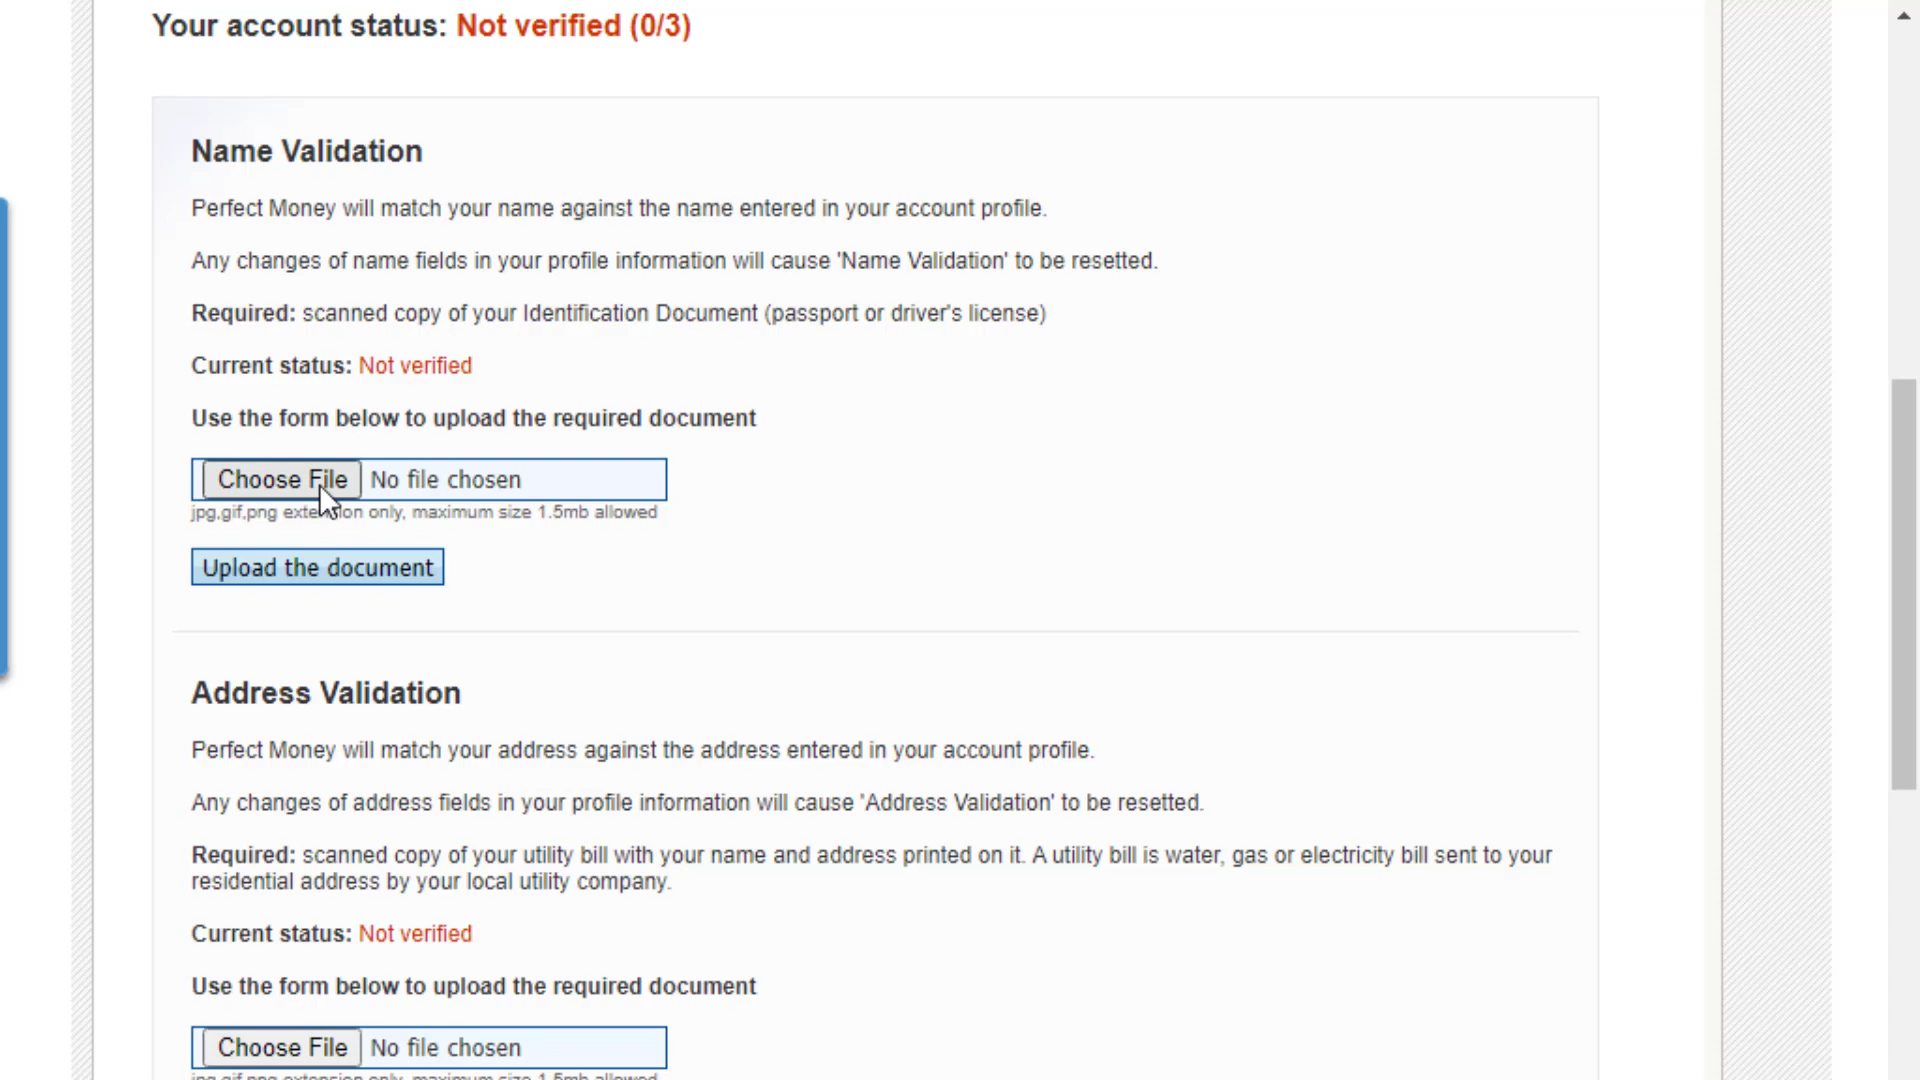 Your account status: Not verified (0/3)
Name Validation
Perfect Money will match your name against the name entered in your account profile.
Any changes of name fields in your profile information will cause 'Name Validation' to be resetted.
Required: scanned copy of your Identification Document (passport or driver's license)
Current status: Not verified
Use the form below to upload the required document
Choose File No file chosen
jpg,gif,png extension only, maximum size 1.5mb allowed
Upload the document
Address Validation
Perfect Money will match your address against the address entered in your account profile.
Any changes of address fields in your profile information will cause 'Address Validation' to be resetted.
Required: scanned copy of your utility bill with your name and address printed on it. A utility bill is water, gas or electricity bill sent to your
residential address by your local utility company.
Current status: Not verified
Use the form below to upload the required document
Choose File No file chosen
jpg,gif,png extension only, maximum size 1.5mb allowed